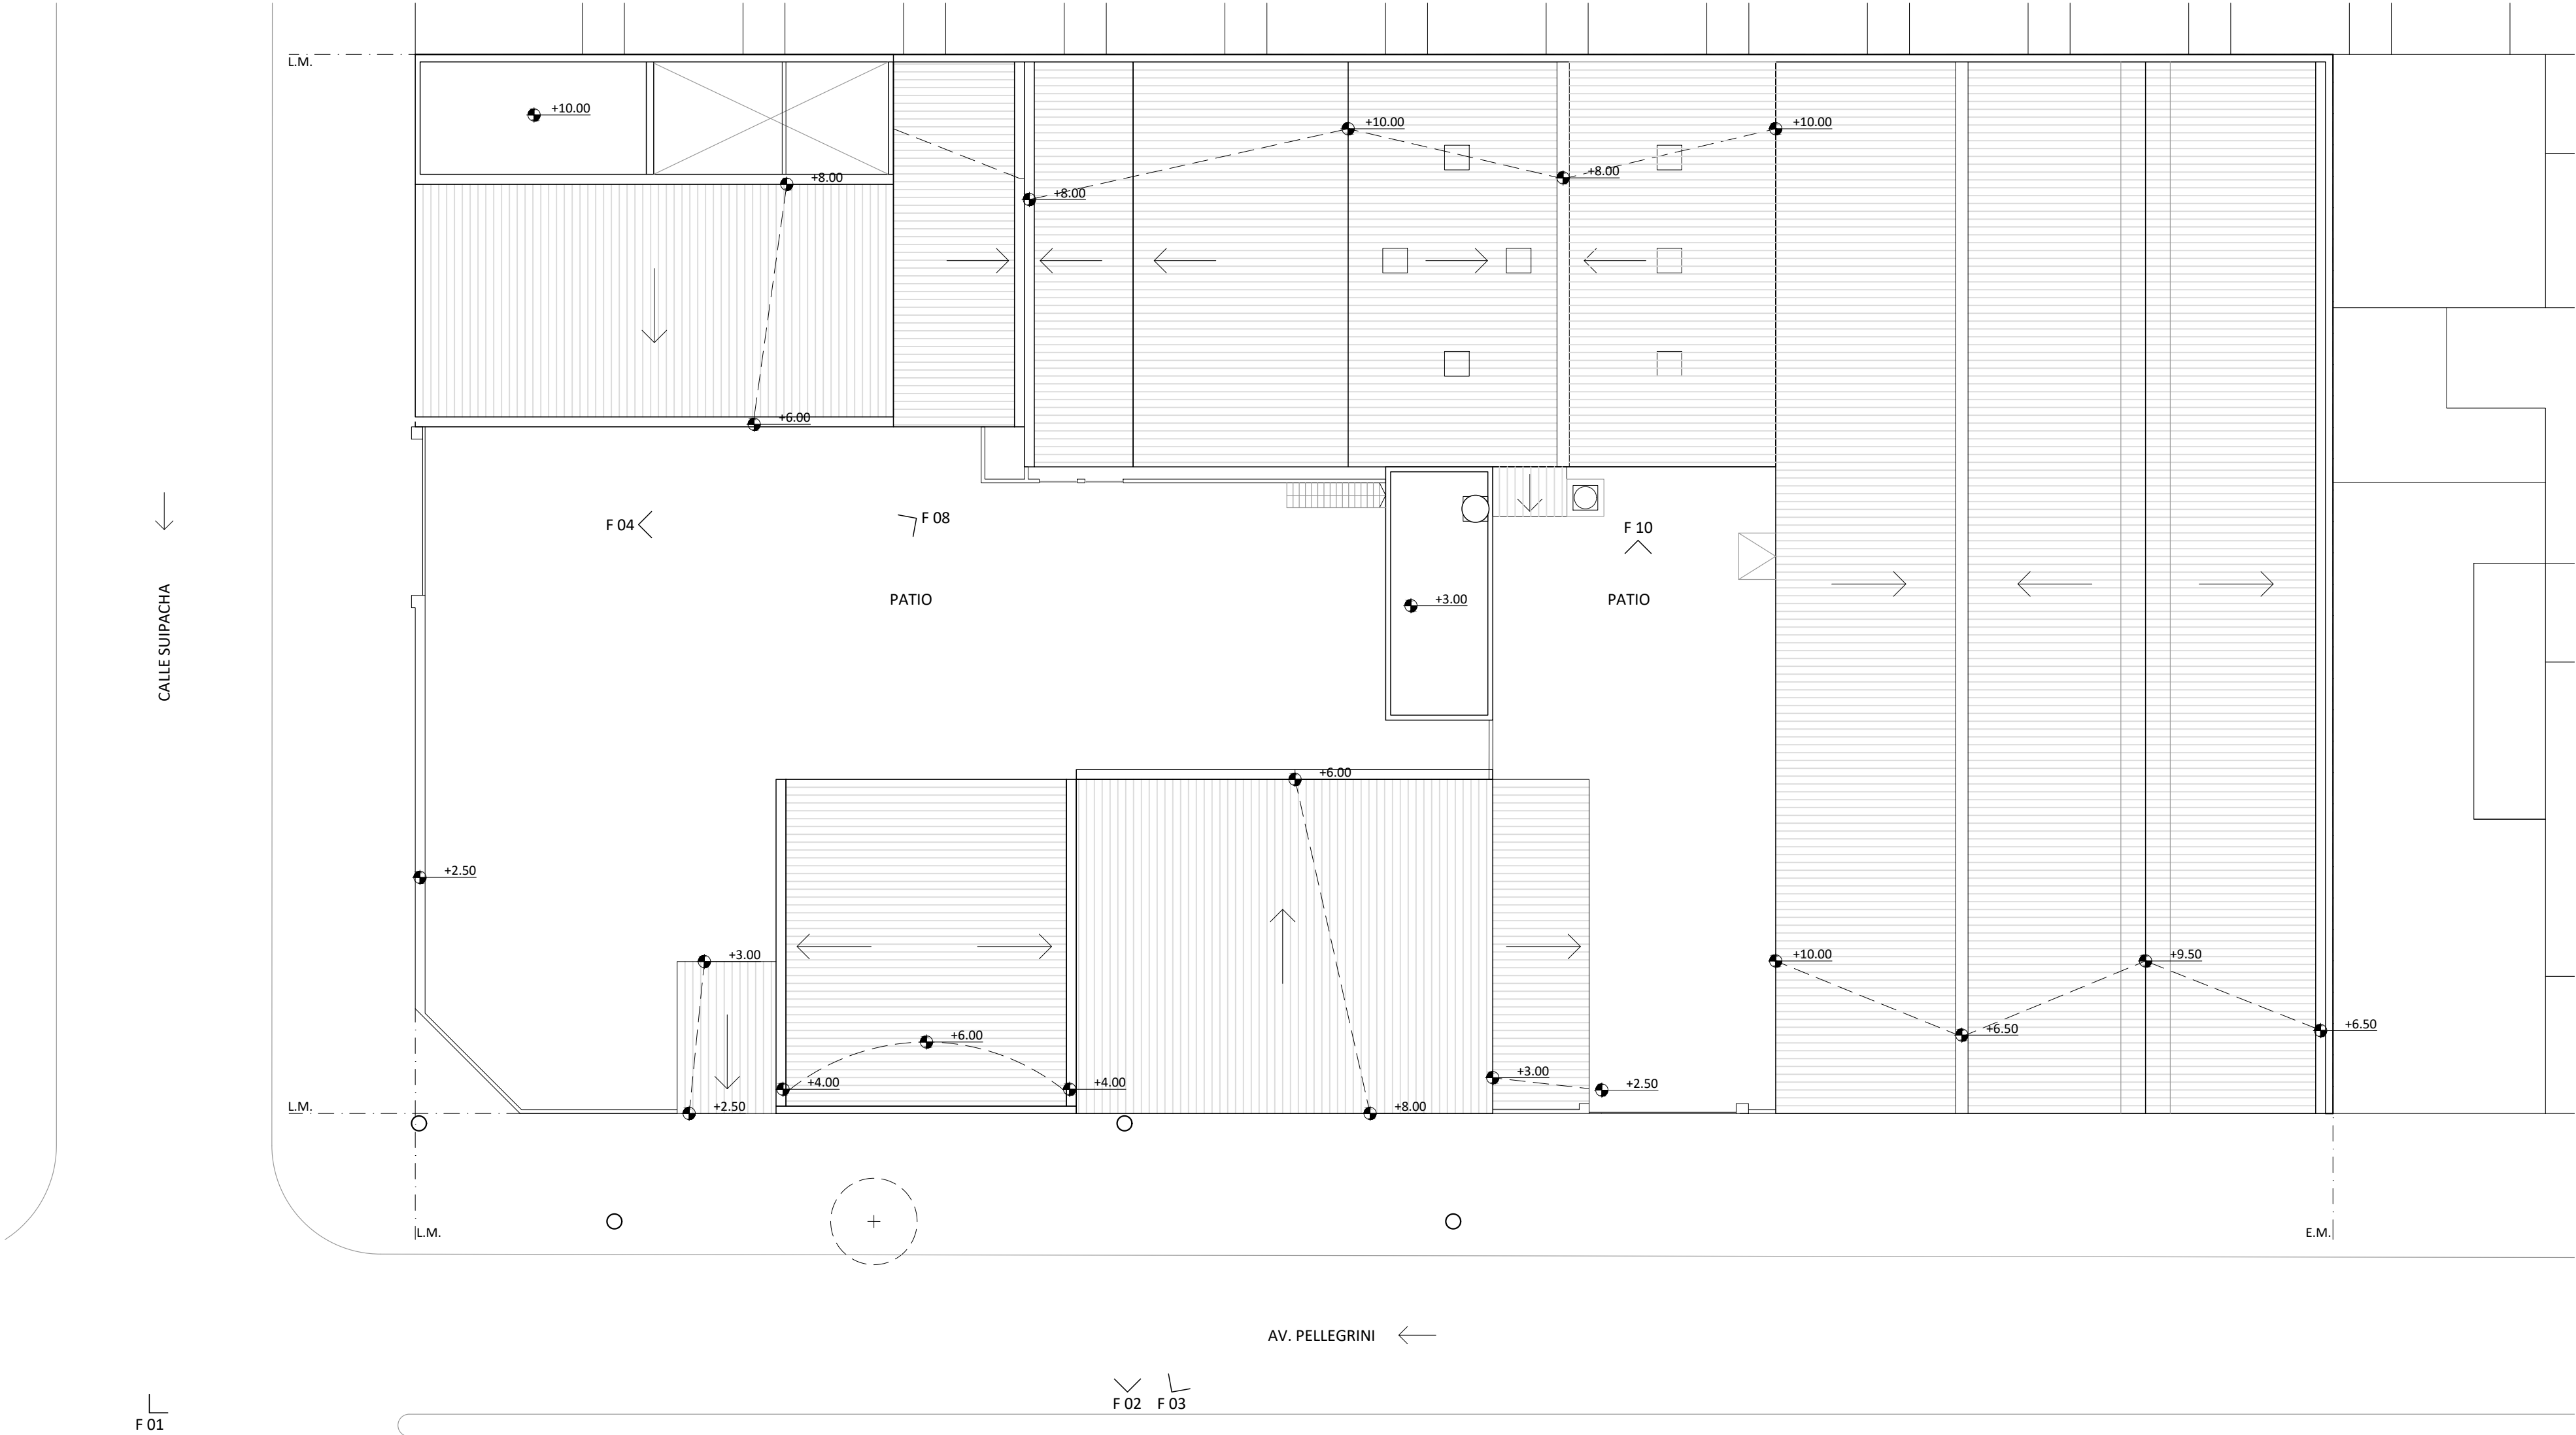 L.M.
+10.00
+10.00
+10.00
+8.00
+8.00
+8.00
+6.00
F 04
F 08
F 10
CALLE SUIPACHA
PATIO
+3.00
PATIO
+6.00
+2.50
+3.00
+10.00
+9.50
+6.00
+6.50
+6.50
+4.00
+4.00
+3.00
+2.50
L.M.
+2.50
+8.00
L.M.
E.M.
AV. PELLEGRINI
F 01
F 02
F 03